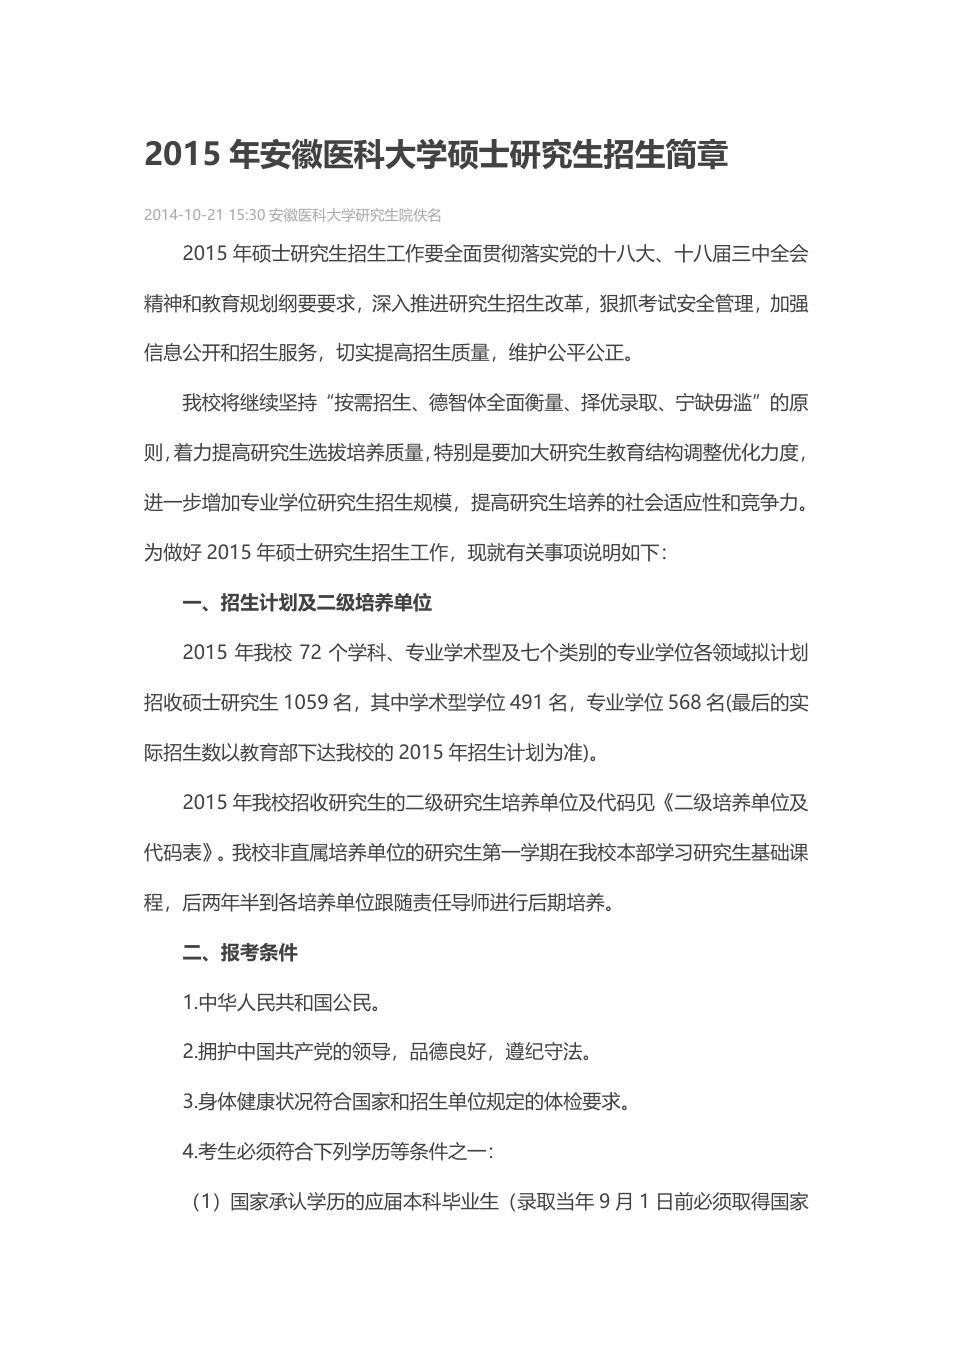 2015 年安徽医科大学硕士研究生招生简章
2014-10-21 15:30 安徽医科大学研究生院佚名
2015 年硕士研究生招生工作要全面贯彻落实党的十八大、十八届三中全会
精神和教育规划纲要要求，深入推进研究生招生改革，狠抓考试安全管理，加强
信息公开和招生服务，切实提高招生质量，维护公平公正。
我校将继续坚持“按需招生、德智体全面衡量、择优录取、宁缺毋滥”的原
则，着力提高研究生选拔培养质量，特别是要加大研究生教育结构调整优化力度，
进一步增加专业学位研究生招生规模，提高研究生培养的社会适应性和竞争力。
为做好 2015 年硕士研究生招生工作，现就有关事项说明如下：
一、招生计划及二级培养单位
2015 年我校 72 个学科、专业学术型及七个类别的专业学位各领域拟计划
招收硕士研究生 1059 名，其中学术型学位 491 名，专业学位 568 名(最后的实
际招生数以教育部下达我校的 2015 年招生计划为准)。
2015 年我校招收研究生的二级研究生培养单位及代码见《二级培养单位及
代码表》。我校非直属培养单位的研究生第一学期在我校本部学习研究生基础课
程，后两年半到各培养单位跟随责任导师进行后期培养。
二、报考条件
1.中华人民共和国公民。
2.拥护中国共产党的领导，品德良好，遵纪守法。
3.身体健康状况符合国家和招生单位规定的体检要求。
4.考生必须符合下列学历等条件之一：
（1）国家承认学历的应届本科毕业生（录取当年 9 月 1 日前必须取得国家